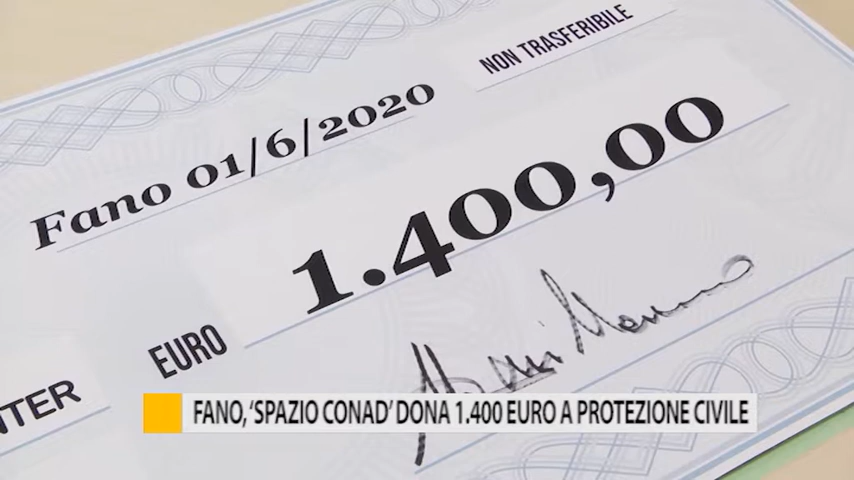 NON TRASFERIBILE
Fano 01/6/2020
1.400,00
EURO
NTER
FANO, ‘SPAZIO CONAD’ DONA 1.400 EURO A PROTEZIONE CIVILE